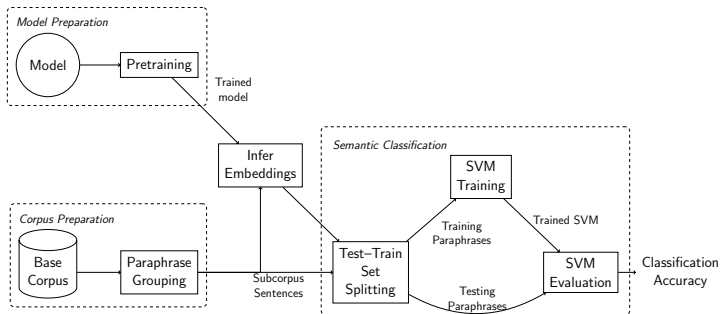 Model Preparation
Model
Pretraining
Trained
model
Infer
Embeddings
Semantic Classification
SVM
Training
Corpus Preparation
Trained SVM
Training
Paraphrases
Base
Corpus
Paraphrase
Grouping
Subcorpus
Sentences
Test–Train
Set
Splitting
Testing
Paraphrases
SVM
Evaluation
Classification
Accuracy